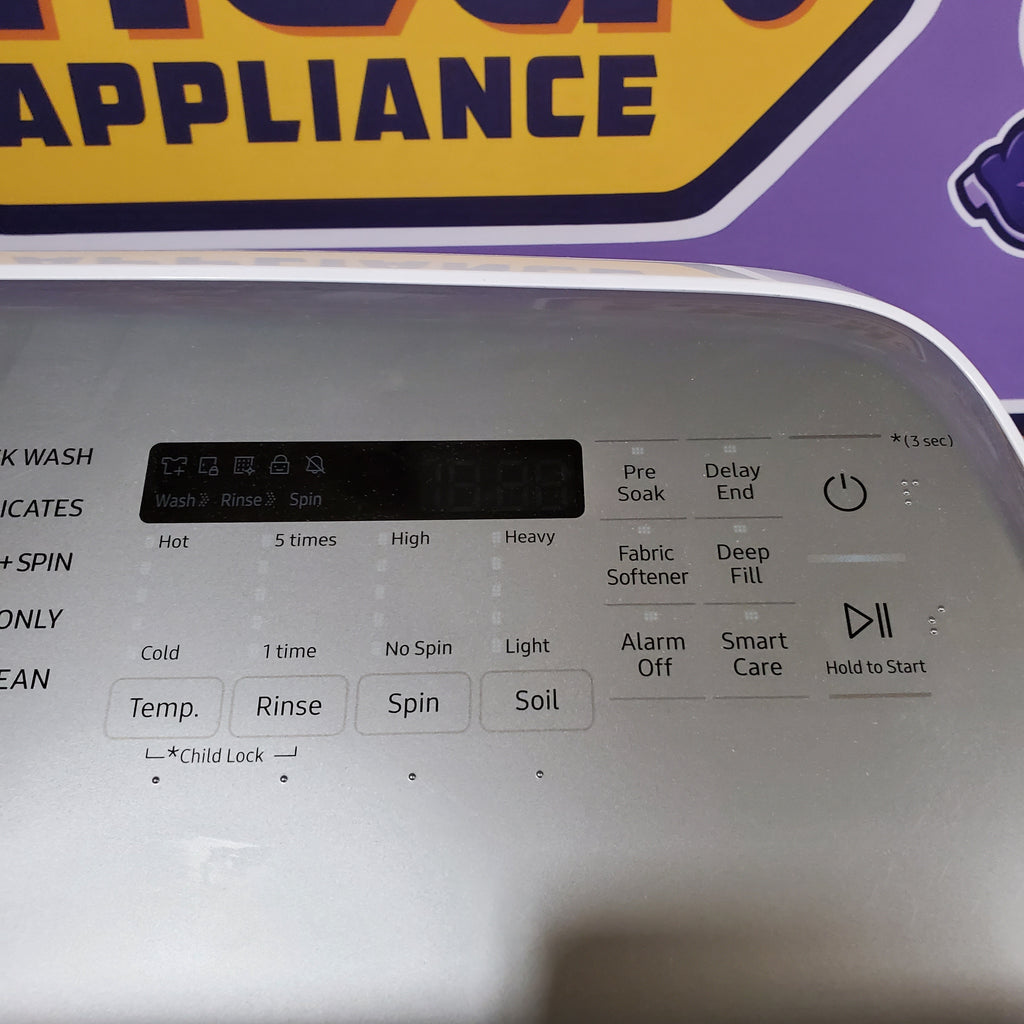 APPLIANCE
K WASH
ICATES
+ SPIN
ONLY
EAN
Wash Rinse Spin
Hot
5 times
High
Heavy
Cold
1 time
No Spin
Light
Temp.
Rinse
Spin
Soil
*Child Lock
Pre
Soak
Delay
End
Fabric
Softener
Deep
Fill
Alarm
Off
Smart
Care
*(3 sec)
Hold to Start